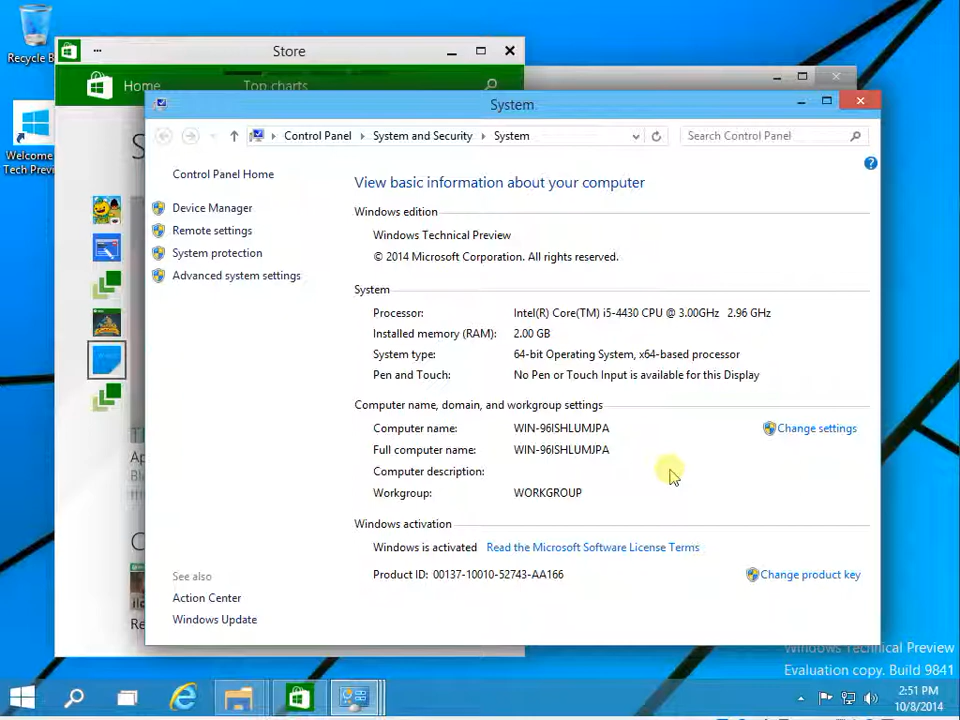 Recycle B
Store
Home
Top charts
System
Control Panel
System and Security
System
Search Control Panel
Welcome
Tech Previ
Control Panel Home
Device Manager
Remote settings
System protection
Advanced system settings
See also
Action Center
Windows Update
View basic information about your computer
Windows edition
Windows Technical Preview
© 2014 Microsoft Corporation. All rights reserved.
System
Processor: Intel(R) Core(TM) i5-4430 CPU @ 3.00GHz 2.96 GHz
Installed memory (RAM): 2.00 GB
System type: 64-bit Operating System, x64-based processor
Pen and Touch: No Pen or Touch Input is available for this Display
Computer name, domain, and workgroup settings
Computer name: WIN-96ISHLUMJPA Change settings
Full computer name: WIN-96ISHLUMJPA
Computer description:
Workgroup: WORKGROUP
Windows activation
Windows is activated Read the Microsoft Software License Terms
Product ID: 00137-10010-52743-AA166 Change product key
Windows Technical Preview
Evaluation copy. Build 9841
2:51 PM
10/8/2014